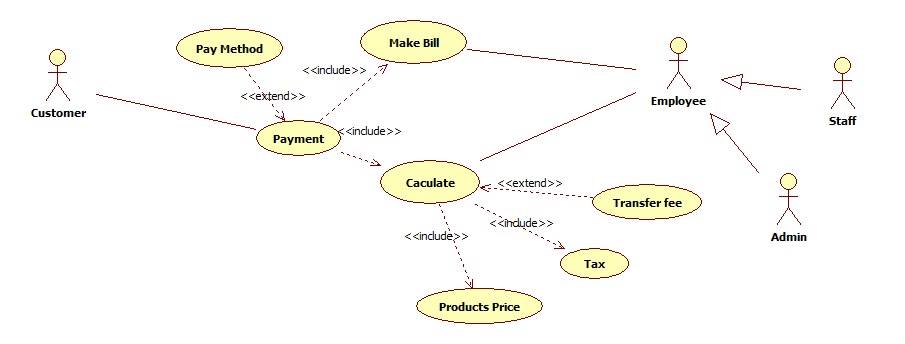 Pay Method
Make Bill
<<include>>
<<extend>>
Customer
Employee
Staff
Payment
<<include>>
Caculate
<<extend>>
Transfer fee
<<include>>
<<include>>
Admin
Tax
Products Price